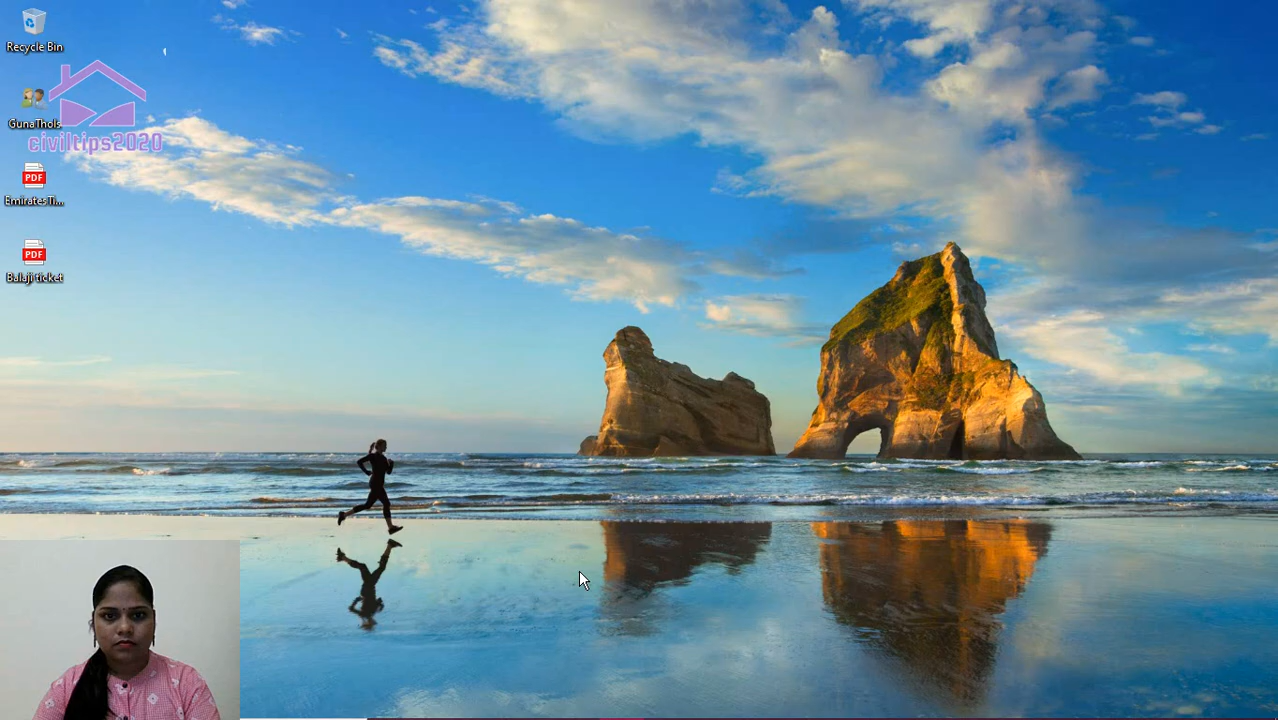 Recycle Bin
GunaThols
civiltips2020
PDF
EmiratesTi...
PDF
Balaji ticket